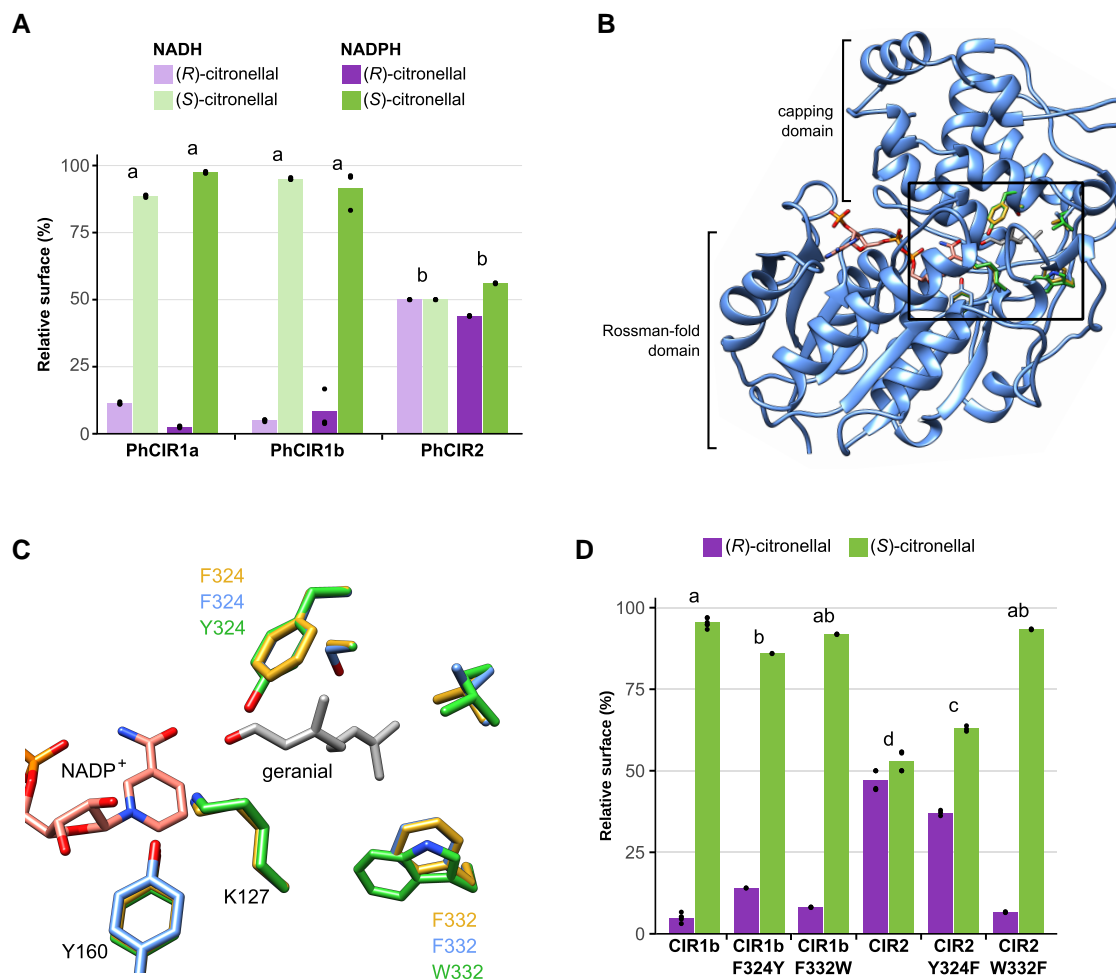 A
NADH NADPH
(R)-citronellal (R)-citronellal
(S)-citronellal (S)-citronellal
Relative surface (%)
100
75
50
25
0
a a a a b b
PhCIR1a PhCIR1b PhCIR2
B
capping
domain
Rossman-fold
domain
C
F324
F324
Y324
NADP+
geranial
K127
Y160
F332
F332
W332
D
(R)-citronellal (S)-citronellal
Relative surface (%)
100
75
50
25
0
a b ab d c ab
CIR1b CIR1b CIR1b CIR2 CIR2 CIR2
F324Y F332W Y324F W332F